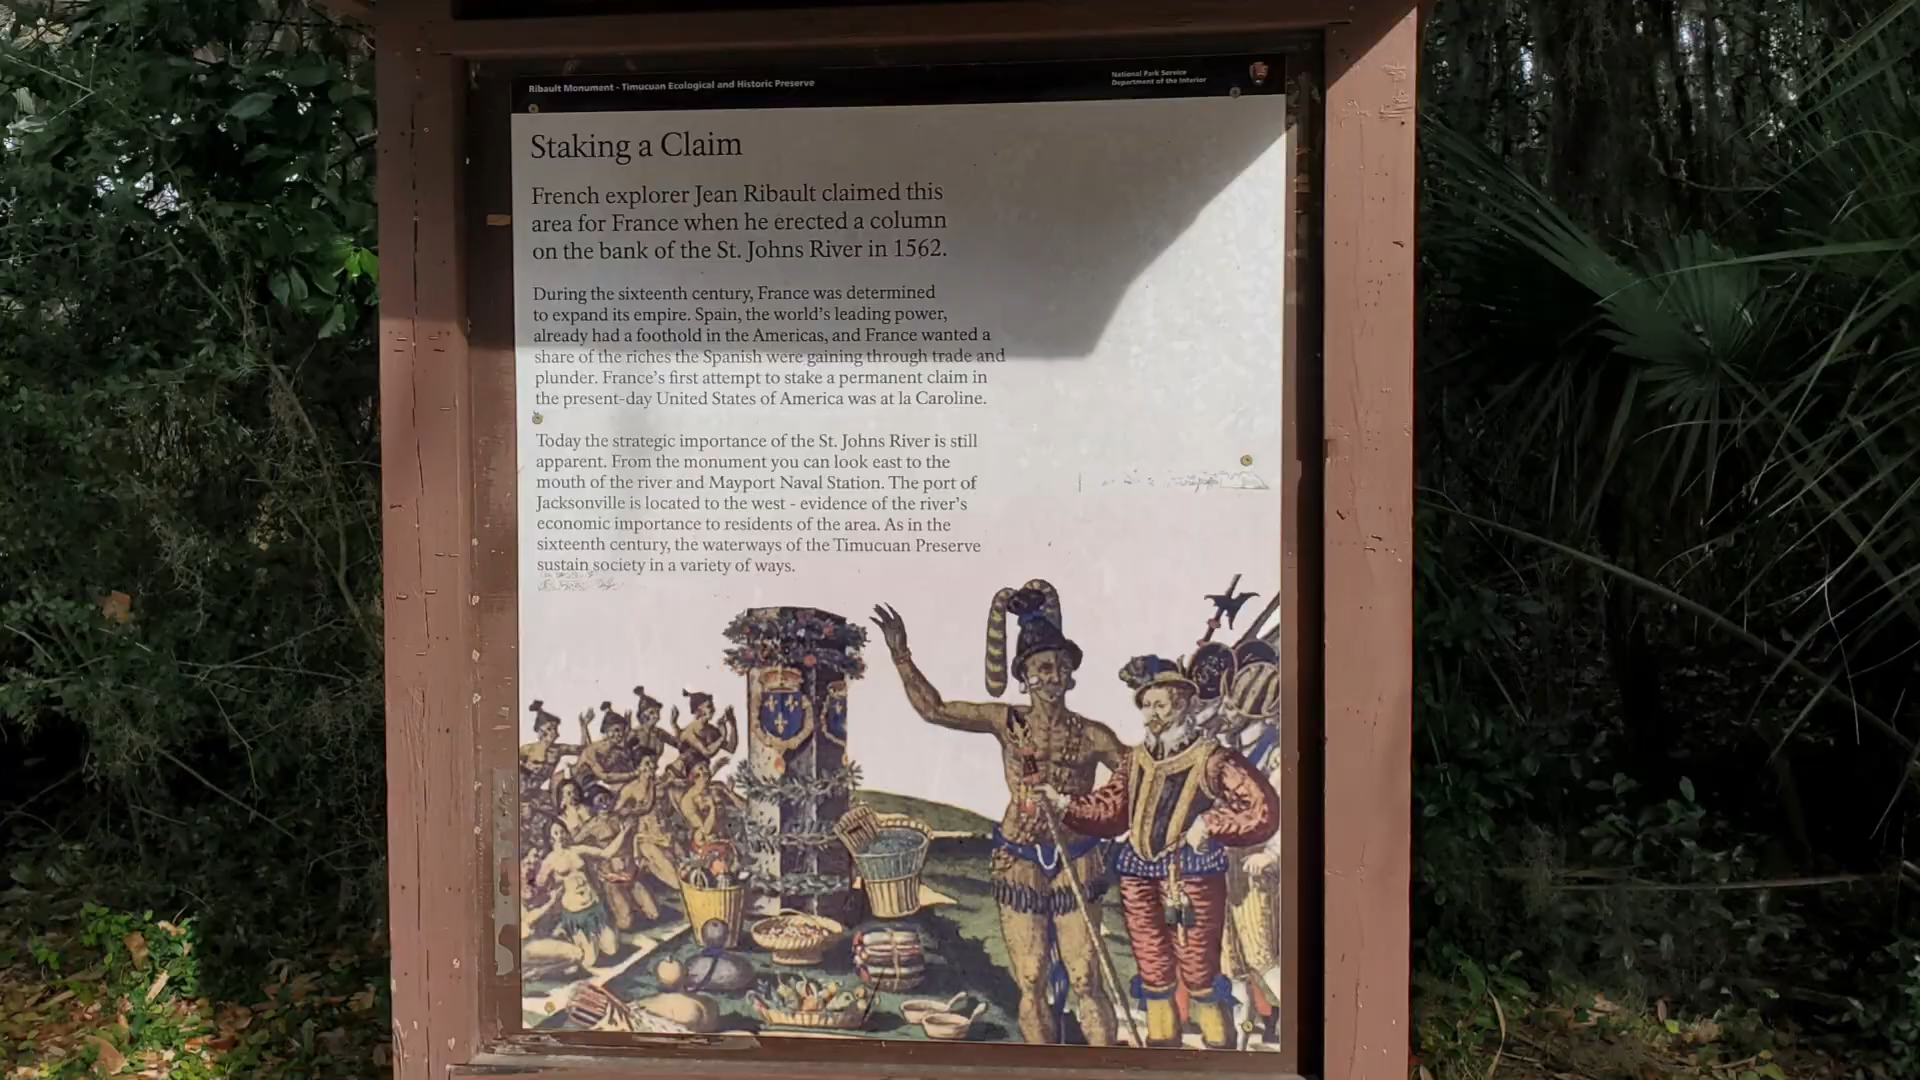 Ribault Monument - Timucuan Ecological and Historic Preserve
National Park Service
Department of the Interior
Staking a Claim
French explorer Jean Ribault claimed this
area for France when he erected a column
on the bank of the St. Johns River in 1562.
During the sixteenth century, France was determined
to expand its empire. Spain, the world's leading power,
already had a foothold in the Americas, and France wanted a
share of the riches the Spanish were gaining through trade and
plunder. France's first attempt to stake a permanent claim in
the present-day United States of America was at la Caroline.
Today the strategic importance of the St. Johns River is still
apparent. From the monument you can look east to the
mouth of the river and Mayport Naval Station. The port of
Jacksonville is located to the west - evidence of the river's
economic importance to residents of the area. As in the
sixteenth century, the waterways of the Timucuan Preserve
sustain society in a variety of ways.